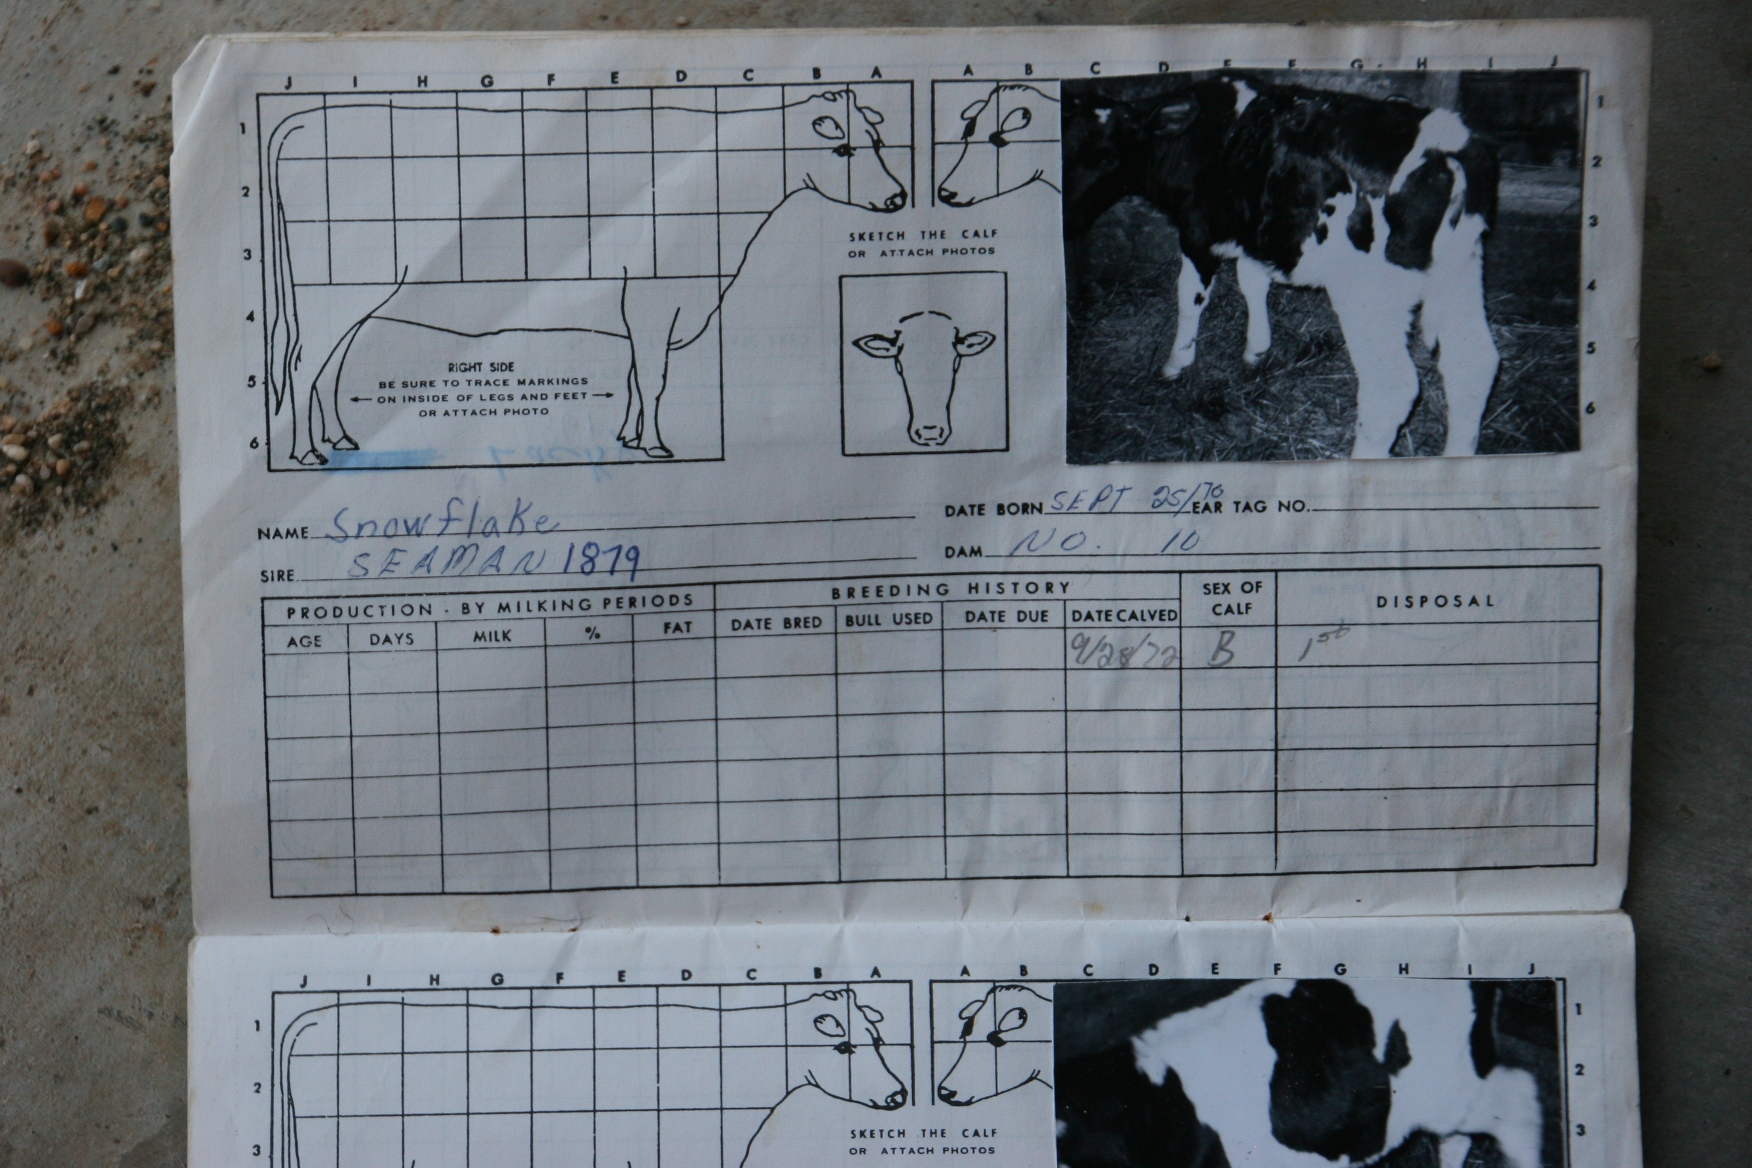 J I H G F E D C B A A B C D E F G H I J
1 1
2 2
3 3
4 4
5 5
6 6
SKETCH THE CALF
OR ATTACH PHOTOS
RIGHT SIDE
BE SURE TO TRACE MARKINGS
ON INSIDE OF LEGS AND FEET
OR ATTACH PHOTO
NAME Snowflake
DATE BORN SEPT 25/70 EAR TAG NO.
SIRE SEAMAN 1879
DAM NO. 10
PRODUCTION - BY MILKING PERIODS BREEDING HISTORY SEX OF CALF DISPOSAL
AGE DAYS MILK % FAT DATE BRED BULL USED DATE DUE DATE CALVED
9/28/72 B 1st
J I H G F E D C B A A B C D E F G H I J
1 1
2 2
3 3
SKETCH THE CALF
OR ATTACH PHOTOS